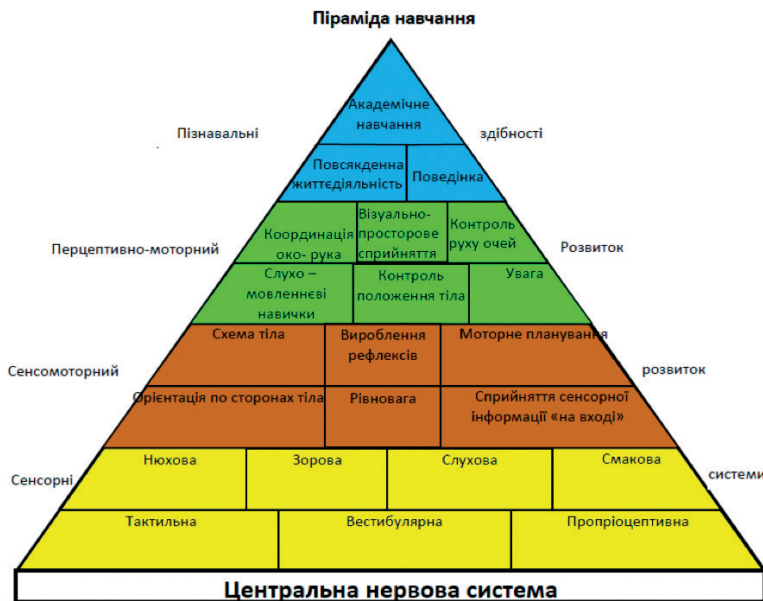 Піраміда навчання
Академічне
навчання
Пізнавальні
здібності
Повсякденна
життєдіяльність
Поведінка
Координація
око- рука
Візуально-
просторове
сприйняття
Контроль
руху очей
Перцептивно-моторний
Розвиток
Слухо –
мовленнєві
навички
Контроль
положення тіла
Увага
Схема тіла
Вироблення
рефлексів
Моторне планування
Сенсомоторний
розвиток
Орієнтація по сторонах тіла
Рівновага
Сприйняття сенсорної
інформації «на вході»
Нюхова
Зорова
Слухова
Смакова
Сенсорні
системи
Тактильна
Вестибулярна
Пропріоцептивна
Центральна нервова система